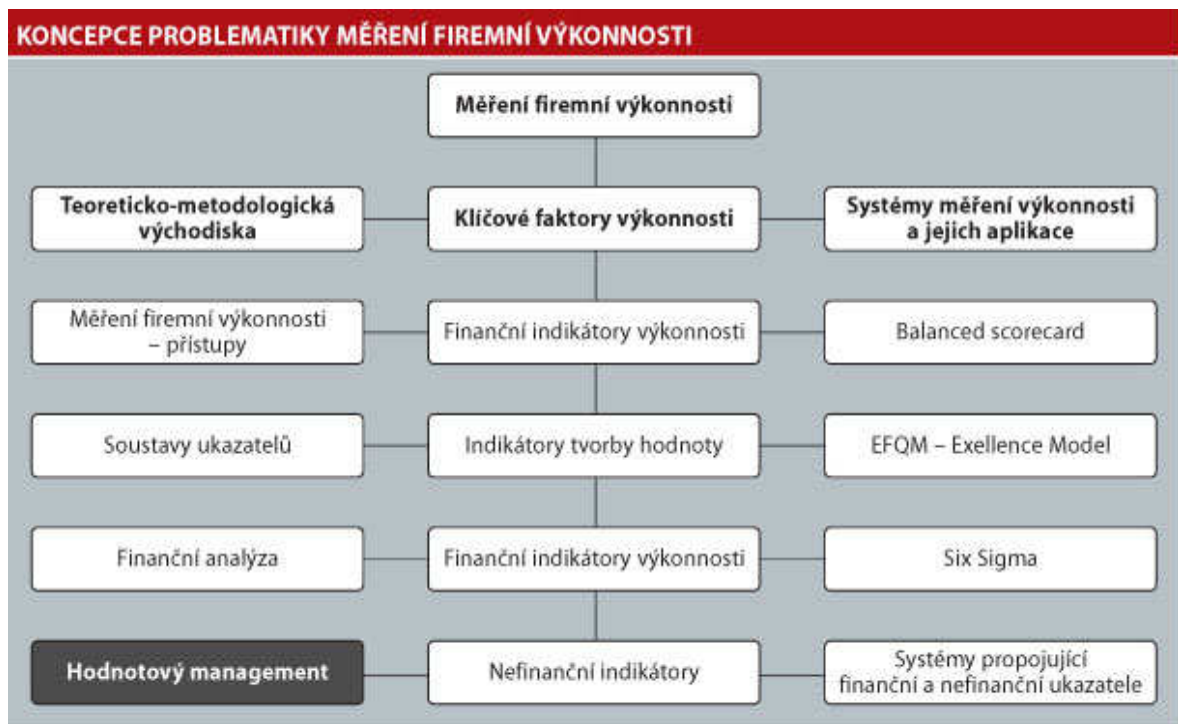 KONCEPCE PROBLEMATIKY MĚŘENÍ FIREMNÍ VÝKONNOSTI
Měření firemní výkonnosti
Teoreticko-metodologická
východiska
Klíčové faktory výkonnosti
Systémy měření výkonnosti
a jejich aplikace
Měření firemní výkonnosti
– přístupy
Finanční indikátory výkonnosti
Balanced scorecard
Soustavy ukazatelů
Indikátory tvorby hodnoty
EFQM – Exellence Model
Finanční analýza
Finanční indikátory výkonnosti
Six Sigma
Hodnotový management
Nefinanční indikátory
Systémy propojující
finanční a nefinanční ukazatele